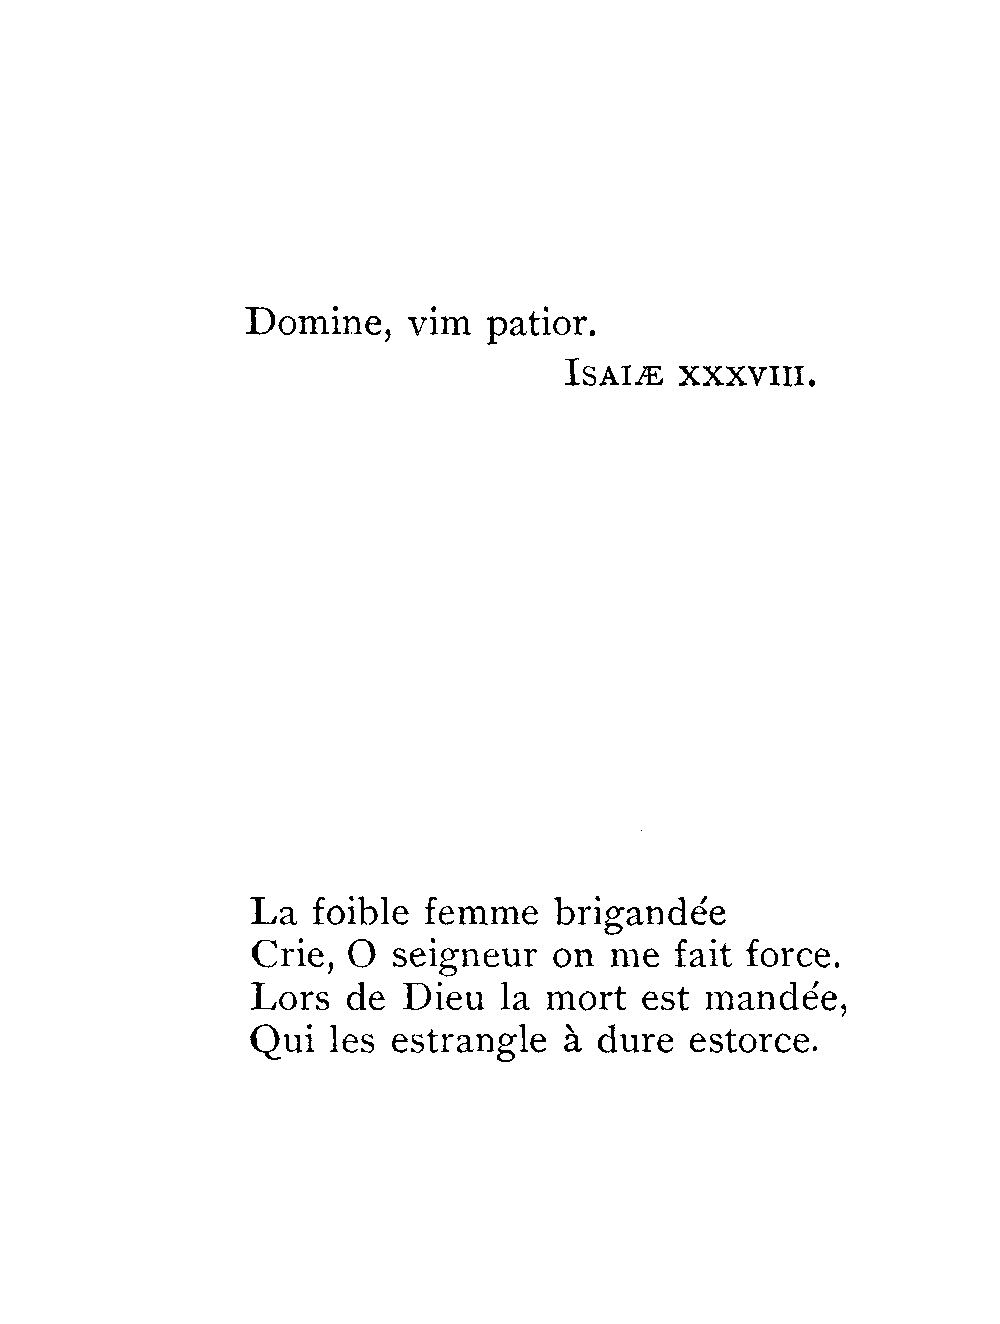 Domine, vim patior.
Isaiæ xxxviii.
La foible femme brigandée
Crie, O seigneur on me fait force.
Lors de Dieu la mort est mandée,
Qui les estrangle à dure estorce.